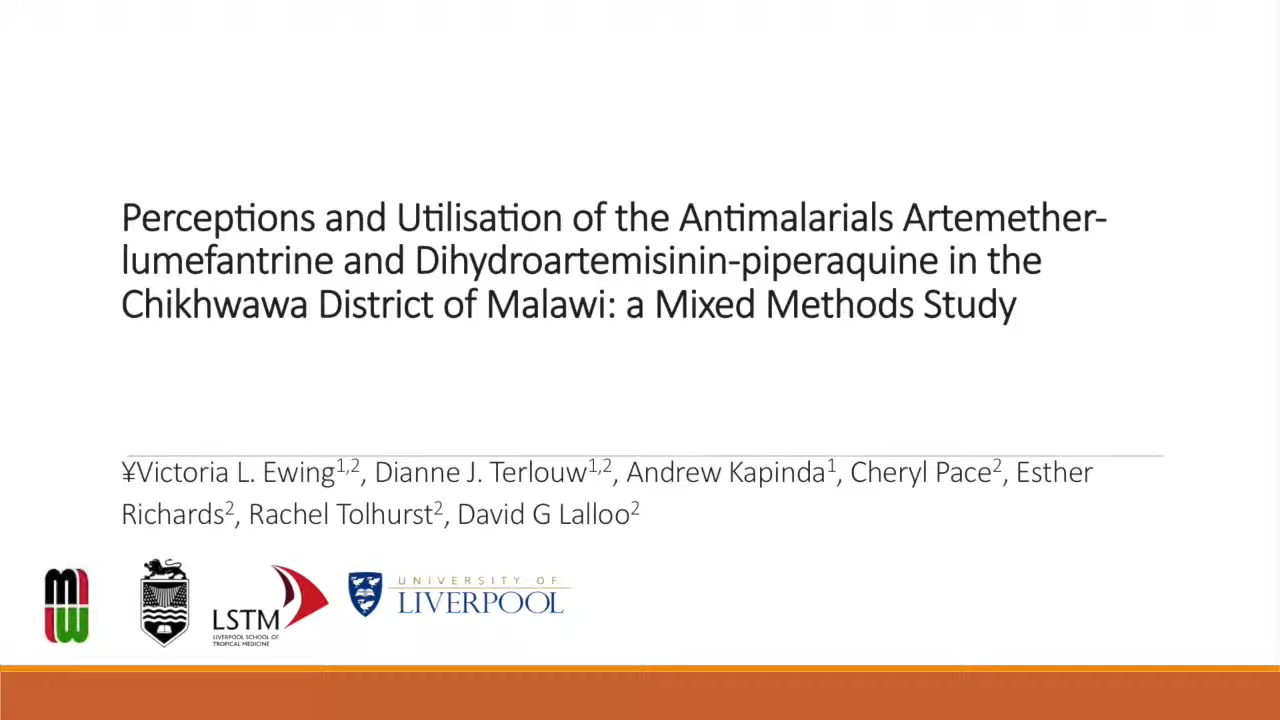 Perceptions and Utilisation of the Antimalarials Artemether-
lumefantrine and Dihydroartemisinin-piperaquine in the
Chikhwawa District of Malawi: a Mixed Methods Study
¥Victoria L. Ewing1,2, Dianne J. Terlouw1,2, Andrew Kapinda1, Cheryl Pace2, Esther
Richards2, Rachel Tolhurst2, David G Lalloo2
MLW
LSTM
LIVERPOOL SCHOOL OF
TROPICAL MEDICINE
UNIVERSITY OF
LIVERPOOL